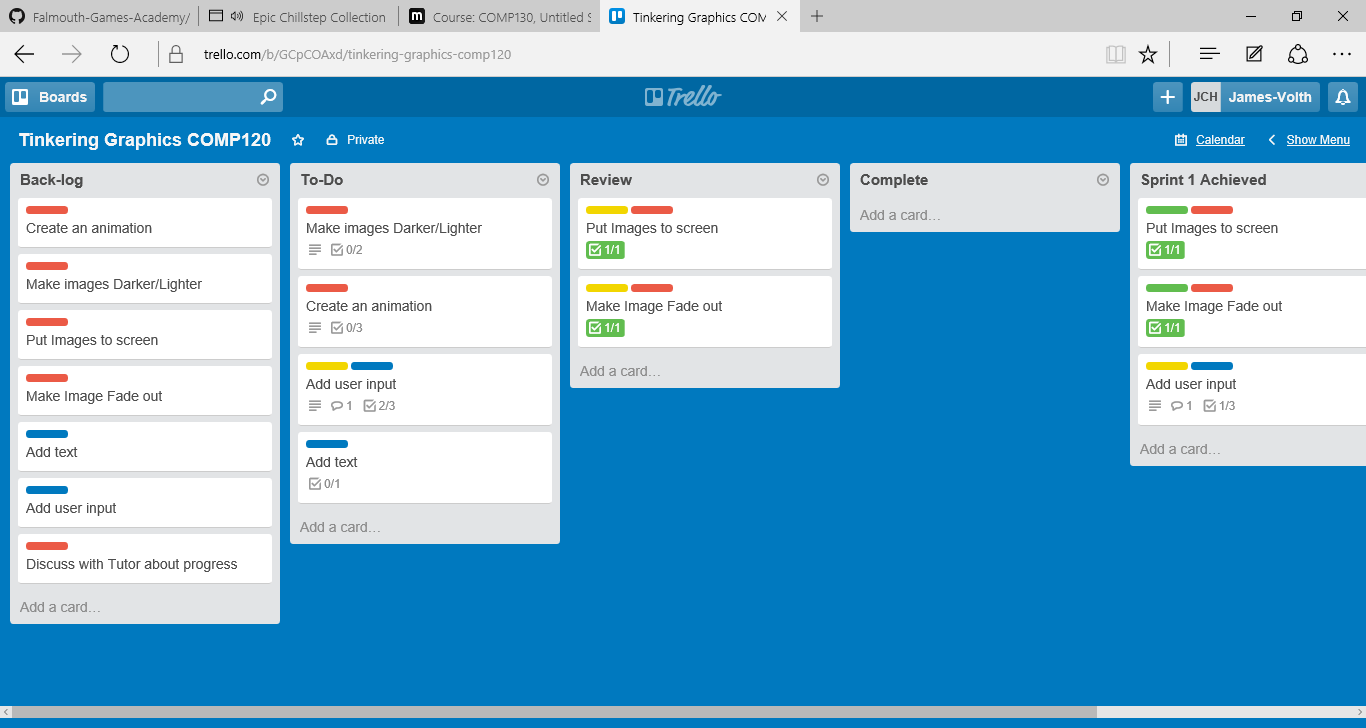 Falmouth-Games-Academy/
Epic Chillstep Collection
m Course: COMP130, Untitled S
Tinkering Graphics COM
trello.com/b/GCpCOAxd/tinkering-graphics-comp120
Boards
Trello
JCH James-Volth
Tinkering Graphics COMP120
Private
Calendar
Show Menu
Back-log
Create an animation
Make images Darker/Lighter
Put Images to screen
Make Image Fade out
Add text
Add user input
Discuss with Tutor about progress
Add a card…
To-Do
Make images Darker/Lighter
0/2
Create an animation
0/3
Add user input
1 2/3
Add text
0/1
Add a card…
Review
Put Images to screen
1/1
Make Image Fade out
1/1
Add a card…
Complete
Add a card…
Sprint 1 Achieved
Put Images to screen
1/1
Make Image Fade out
1/1
Add user input
1 1/3
Add a card…